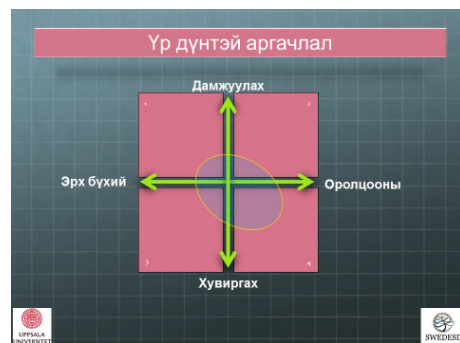 Үр дүнтэй аргачлал
Дамжуулах
1
2
Эрх бүхий
Оролцооны
3
4
Хувиргах
UPPSALA
UNIVERSITET
SWEDESD